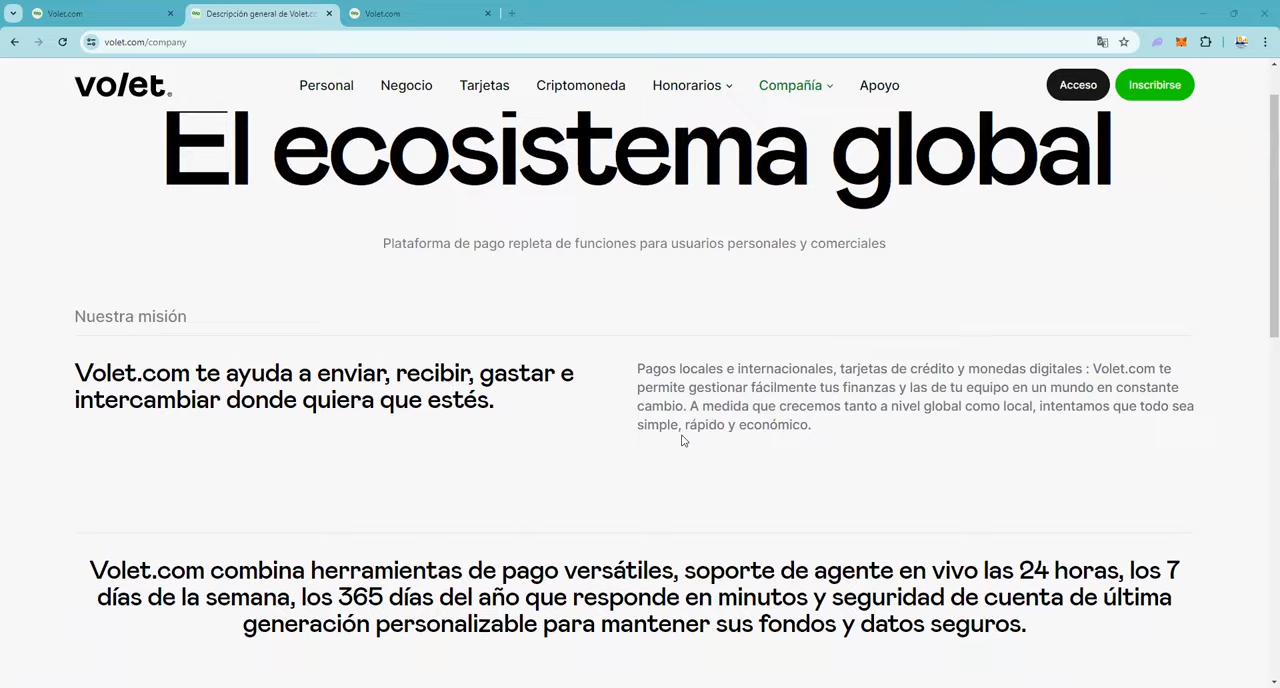 Volet.com
Descripción general de Volet.cc
Volet.com
volet.com/company
volet.
Personal
Negocio
Tarjetas
Criptomoneda
Honorarios
Compañía
Apoyo
Acceso
Inscribirse
El ecosistema global
Plataforma de pago repleta de funciones para usuarios personales y comerciales
Nuestra misión
Volet.com te ayuda a enviar, recibir, gastar e
intercambiar donde quiera que estés.
Pagos locales e internacionales, tarjetas de crédito y monedas digitales : Volet.com te
permite gestionar fácilmente tus finanzas y las de tu equipo en un mundo en constante
cambio. A medida que crecemos tanto a nivel global como local, intentamos que todo sea
simple, rápido y económico.
Volet.com combina herramientas de pago versátiles, soporte de agente en vivo las 24 horas, los 7
días de la semana, los 365 días del año que responde en minutos y seguridad de cuenta de última
generación personalizable para mantener sus fondos y datos seguros.